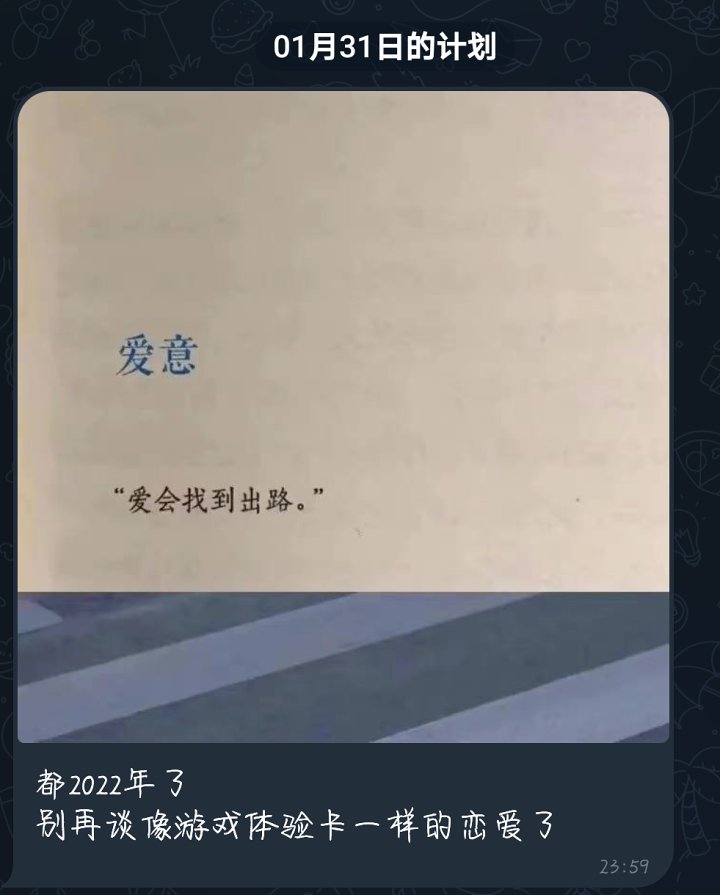 01月31日的计划
爱意
“爱会找到出路。”
都2022年了
别再谈像游戏体验卡一样的恋爱了
23:59